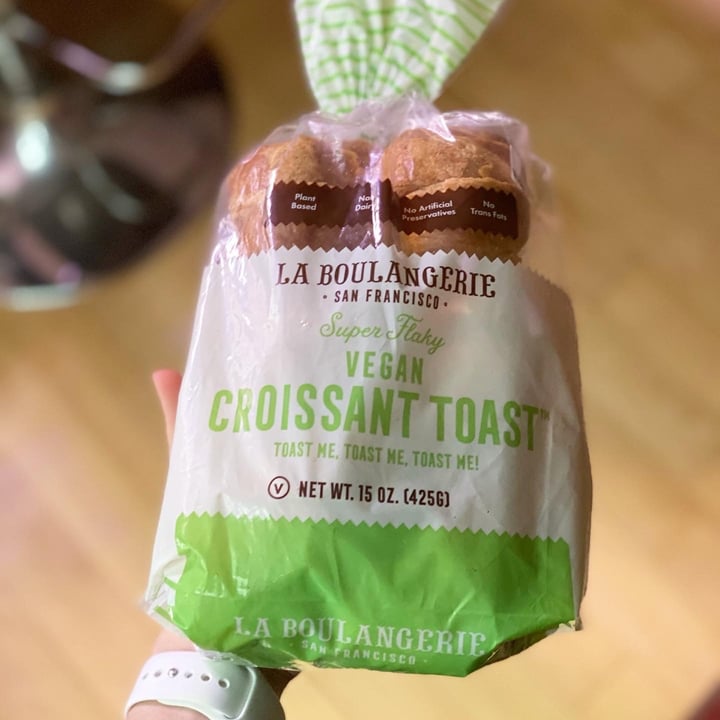 Plant
Based
Non
Dairy
No Artificial
Preservatives
No
Trans Fats
LA BOULANGERIE
· SAN FRANCISCO ·
Super Flaky
VEGAN
CROISSANT TOAST™
TOAST ME, TOAST ME, TOAST ME!
V NET WT. 15 OZ. (425G)
LA BOULANGERIE
· SAN FRANCISCO ·